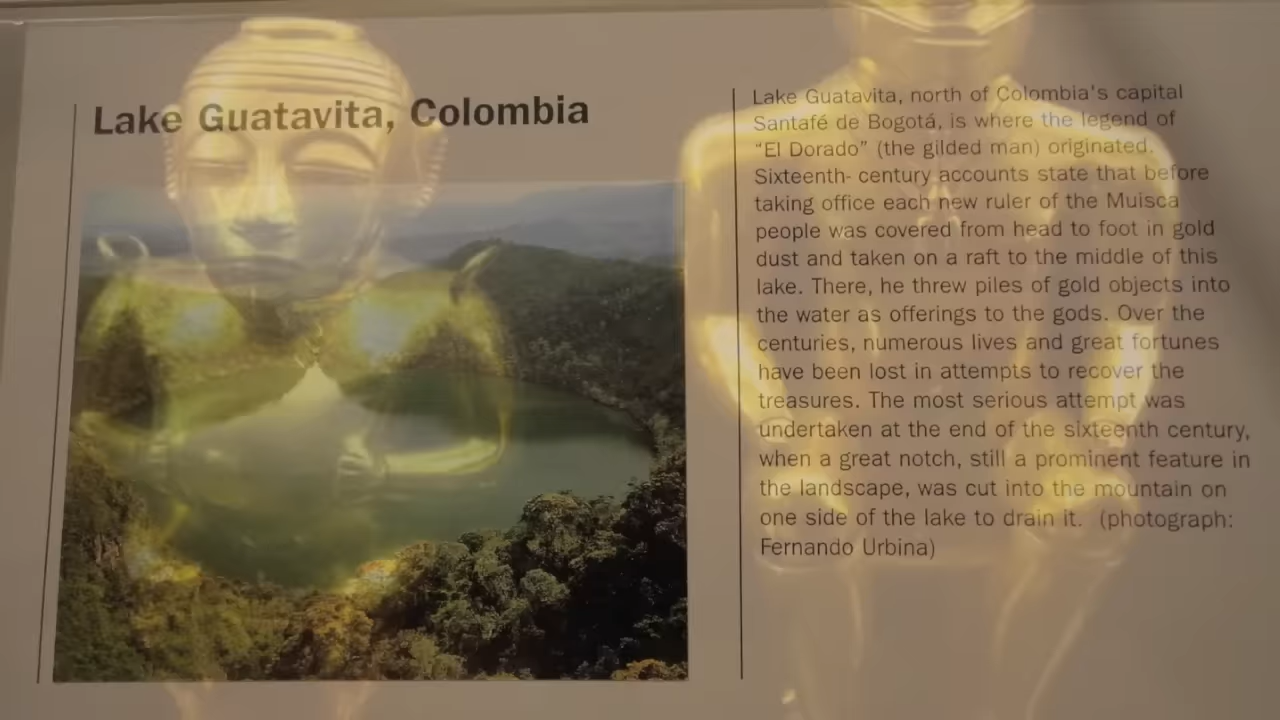 Lake Guatavita, Colombia
Lake Guatavita, north of Colombia's capital
Santafé de Bogotá, is where the legend of
"El Dorado" (the gilded man) originated.
Sixteenth- century accounts state that before
taking office each new ruler of the Muisca
people was covered from head to foot in gold
dust and taken on a raft to the middle of this
lake. There, he threw piles of gold objects into
the water as offerings to the gods. Over the
centuries, numerous lives and great fortunes
have been lost in attempts to recover the
treasures. The most serious attempt was
undertaken at the end of the sixteenth century,
when a great notch, still a prominent feature in
the landscape, was cut into the mountain on
one side of the lake to drain it. (photograph:
Fernando Urbina)